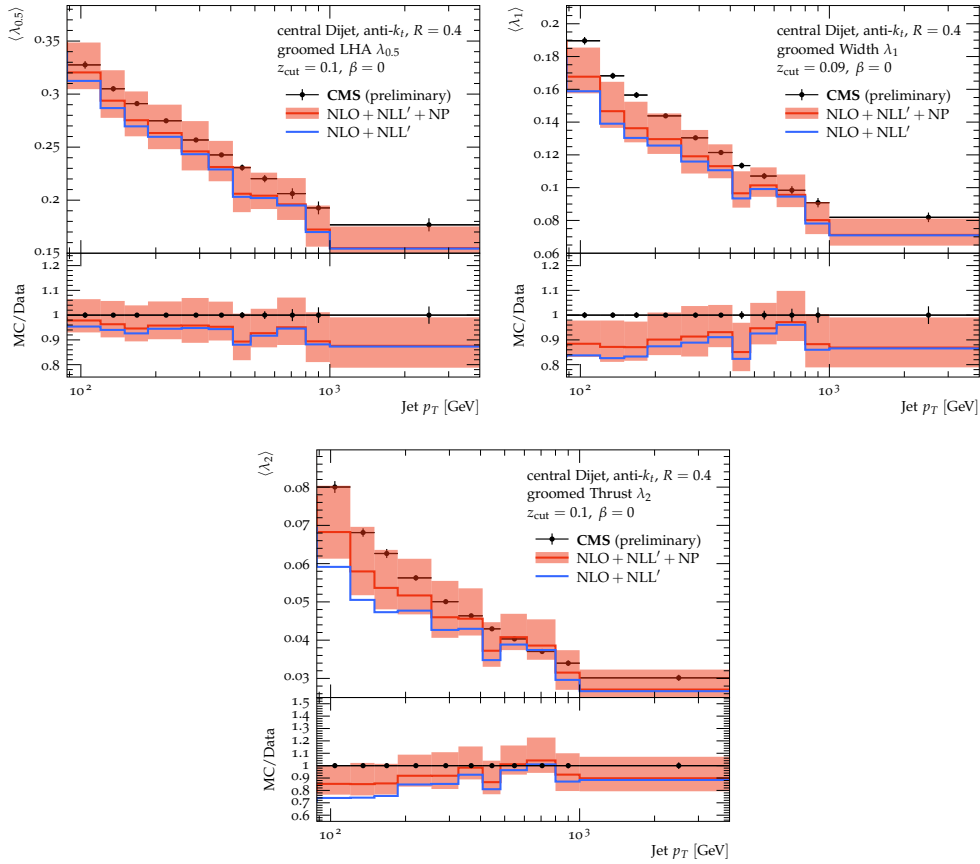 ⟨λ0.5⟩
central Dijet, anti-kt, R = 0.4
groomed LHA λ0.5
zcut = 0.1, β = 0
CMS (preliminary)
NLO + NLL′ + NP
NLO + NLL′
0.35
0.3
0.25
0.2
0.15
MC/Data
1.2
1.1
1
0.9
0.8
10²
10³
Jet pT [GeV]
⟨λ1⟩
central Dijet, anti-kt, R = 0.4
groomed Width λ1
zcut = 0.09, β = 0
CMS (preliminary)
NLO + NLL′ + NP
NLO + NLL′
0.2
0.18
0.16
0.14
0.12
0.1
0.08
0.06
MC/Data
1.2
1.1
1
0.9
0.8
10²
10³
Jet pT [GeV]
⟨λ2⟩
central Dijet, anti-kt, R = 0.4
groomed Thrust λ2
zcut = 0.1, β = 0
CMS (preliminary)
NLO + NLL′ + NP
NLO + NLL′
0.08
0.07
0.06
0.05
0.04
0.03
MC/Data
1.5
1.4
1.3
1.2
1.1
1
0.9
0.8
0.7
0.6
10²
10³
Jet pT [GeV]